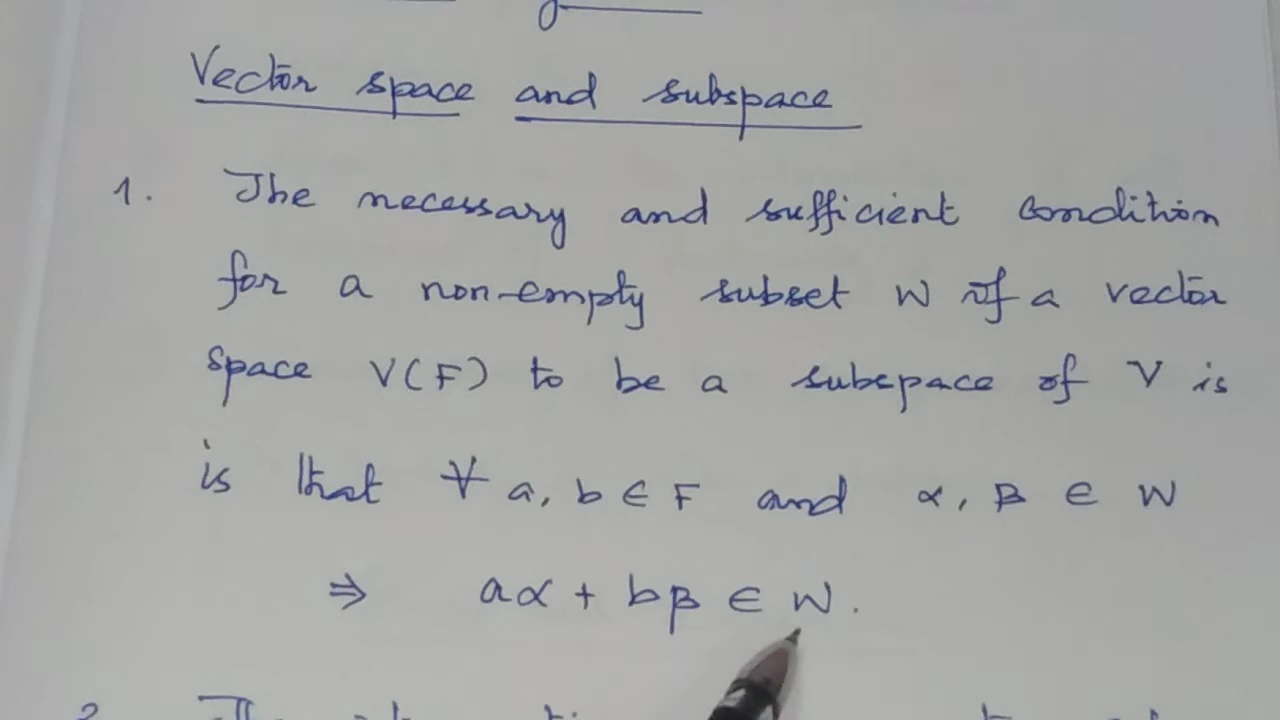 Vector space and subspace
1. The necessary and sufficient condition
for a non-empty subset W of a vector
space V(F) to be a subspace of V is
is that ∀ a, b ∈ F and α, β ∈ W
⇒ aα + bβ ∈ W.